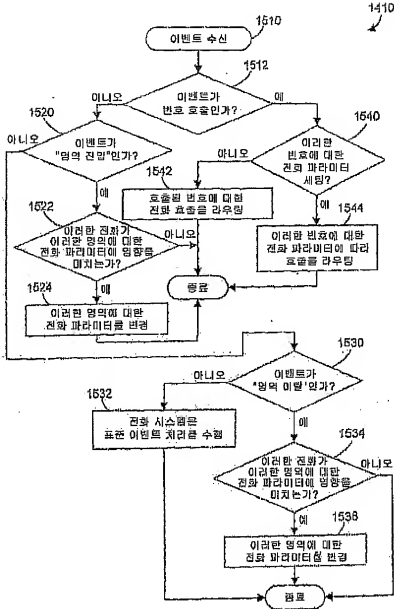 1410
1510
이벤트 수신
1512
이벤트가
번호 호출인가?
아니오
예
1520
이벤트가
"영역 진입"인가?
아니오
예
1540
이러한
번호에 대한
전화 파라미터
세팅?
아니오
예
1542
호출된 번호에 대한
전화 호출을 라우팅
1544
이러한 번호에 대한
전화 파라미터에 따라
호출을 라우팅
1522
이러한 전화가
이러한 영역에 대한
전화 파라미터에 영향을
미치는가?
아니오
예
1524
이러한 영역에 대한
전화 파라미터를 변경
종료
1530
이벤트가
"영역 이탈"인가?
아니오
예
1532
전화 시스템은
표준 이벤트 처리를 수행
1534
이러한 전화가
이러한 영역에 대한
전화 파라미터에 영향을
미치는가?
아니오
예
1536
이러한 영역에 대한
전화 파라미터를 변경
종료